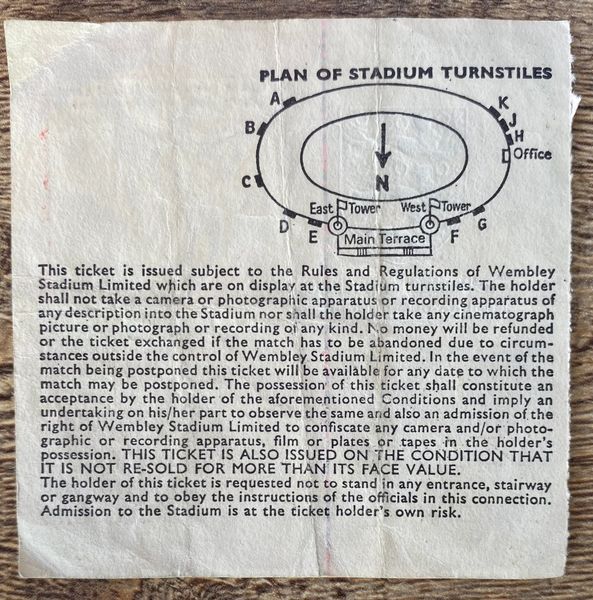 PLAN OF STADIUM TURNSTILES
A
K
J
B
H
Office
C
N
East Tower
West Tower
D
E
Main Terrace
F
G
This ticket is issued subject to the Rules and Regulations of Wembley
Stadium Limited which are on display at the Stadium turnstiles. The holder
shall not take a camera or photographic apparatus or recording apparatus of
any description into the Stadium nor shall the holder take any cinematograph
picture or photograph or recording of any kind. No money will be refunded
or the ticket exchanged if the match has to be abandoned due to circum-
stances outside the control of Wembley Stadium Limited. In the event of the
match being postponed this ticket will be available for any date to which the
match may be postponed. The possession of this ticket shall constitute an
acceptance by the holder of the aforementioned Conditions and imply an
undertaking on his/her part to observe the same and also an admission of the
right of Wembley Stadium Limited to confiscate any camera and/or photo-
graphic or recording apparatus, film or plates or tapes in the holder's
possession. THIS TICKET IS ALSO ISSUED ON THE CONDITION THAT
IT IS NOT RE-SOLD FOR MORE THAN ITS FACE VALUE.
The holder of this ticket is requested not to stand in any entrance, stairway
or gangway and to obey the instructions of the officials in this connection.
Admission to the Stadium is at the ticket holder's own risk.